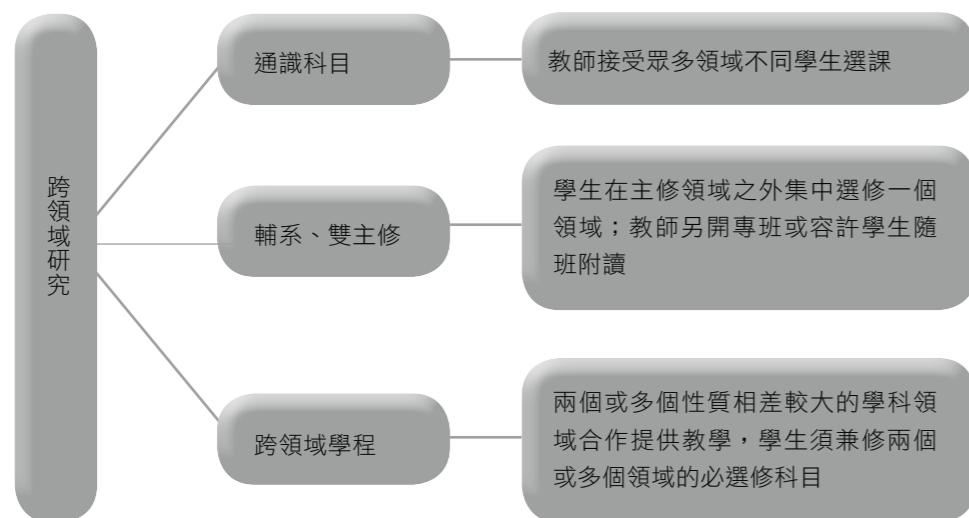 跨領域研究
通識科目
教師接受眾多領域不同學生選課
輔系、雙主修
學生在主修領域之外集中選修一個
領域；教師另開專班或容許學生隨
班附讀
跨領域學程
兩個或多個性質相差較大的學科領
域合作提供教學，學生須兼修兩個
或多個領域的必選修科目